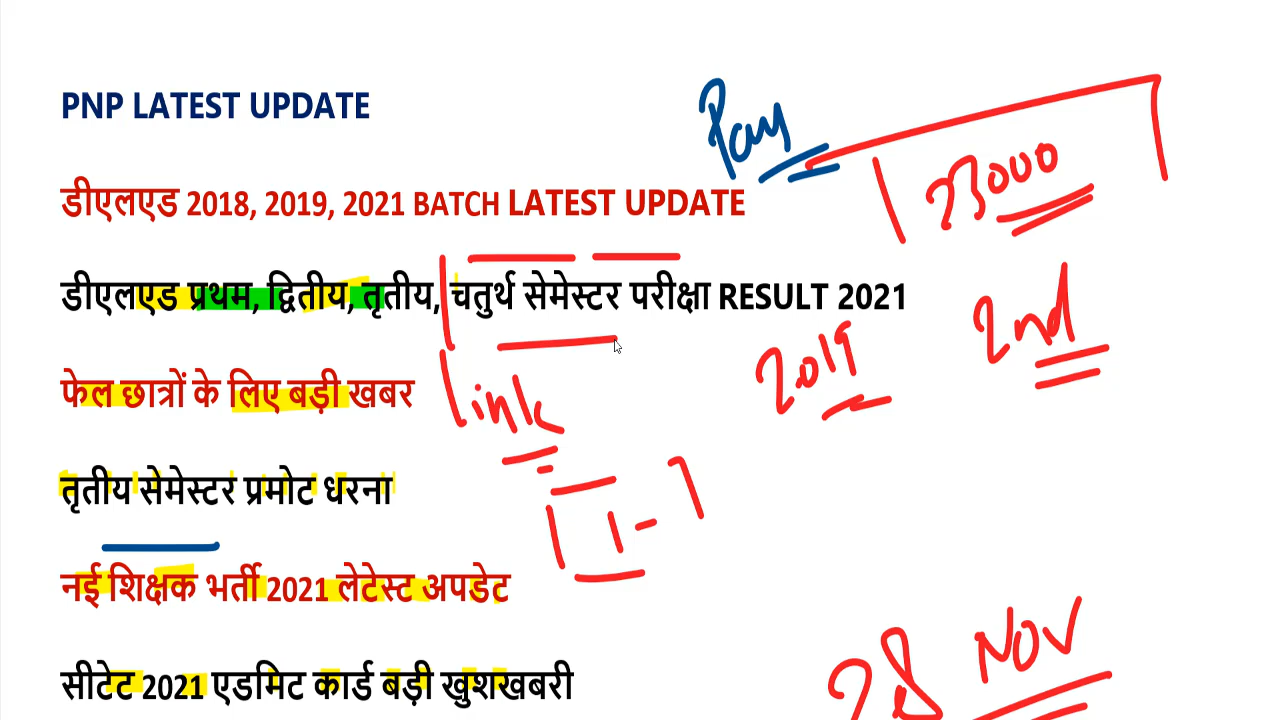 PNP LATEST UPDATE
Pay
23000
डीएलएड 2018, 2019, 2021 BATCH LATEST UPDATE
डीएलएड प्रथम, द्वितीय, तृतीय, चतुर्थ सेमेस्टर परीक्षा RESULT 2021
2019
2nd
फेल छात्रों के लिए बड़ी खबर
link
तृतीय सेमेस्टर प्रमोट धरना
नई शिक्षक भर्ती 2021 लेटेस्ट अपडेट
28 NOV
सीटेट 2021 एडमिट कार्ड बड़ी खुशखबरी